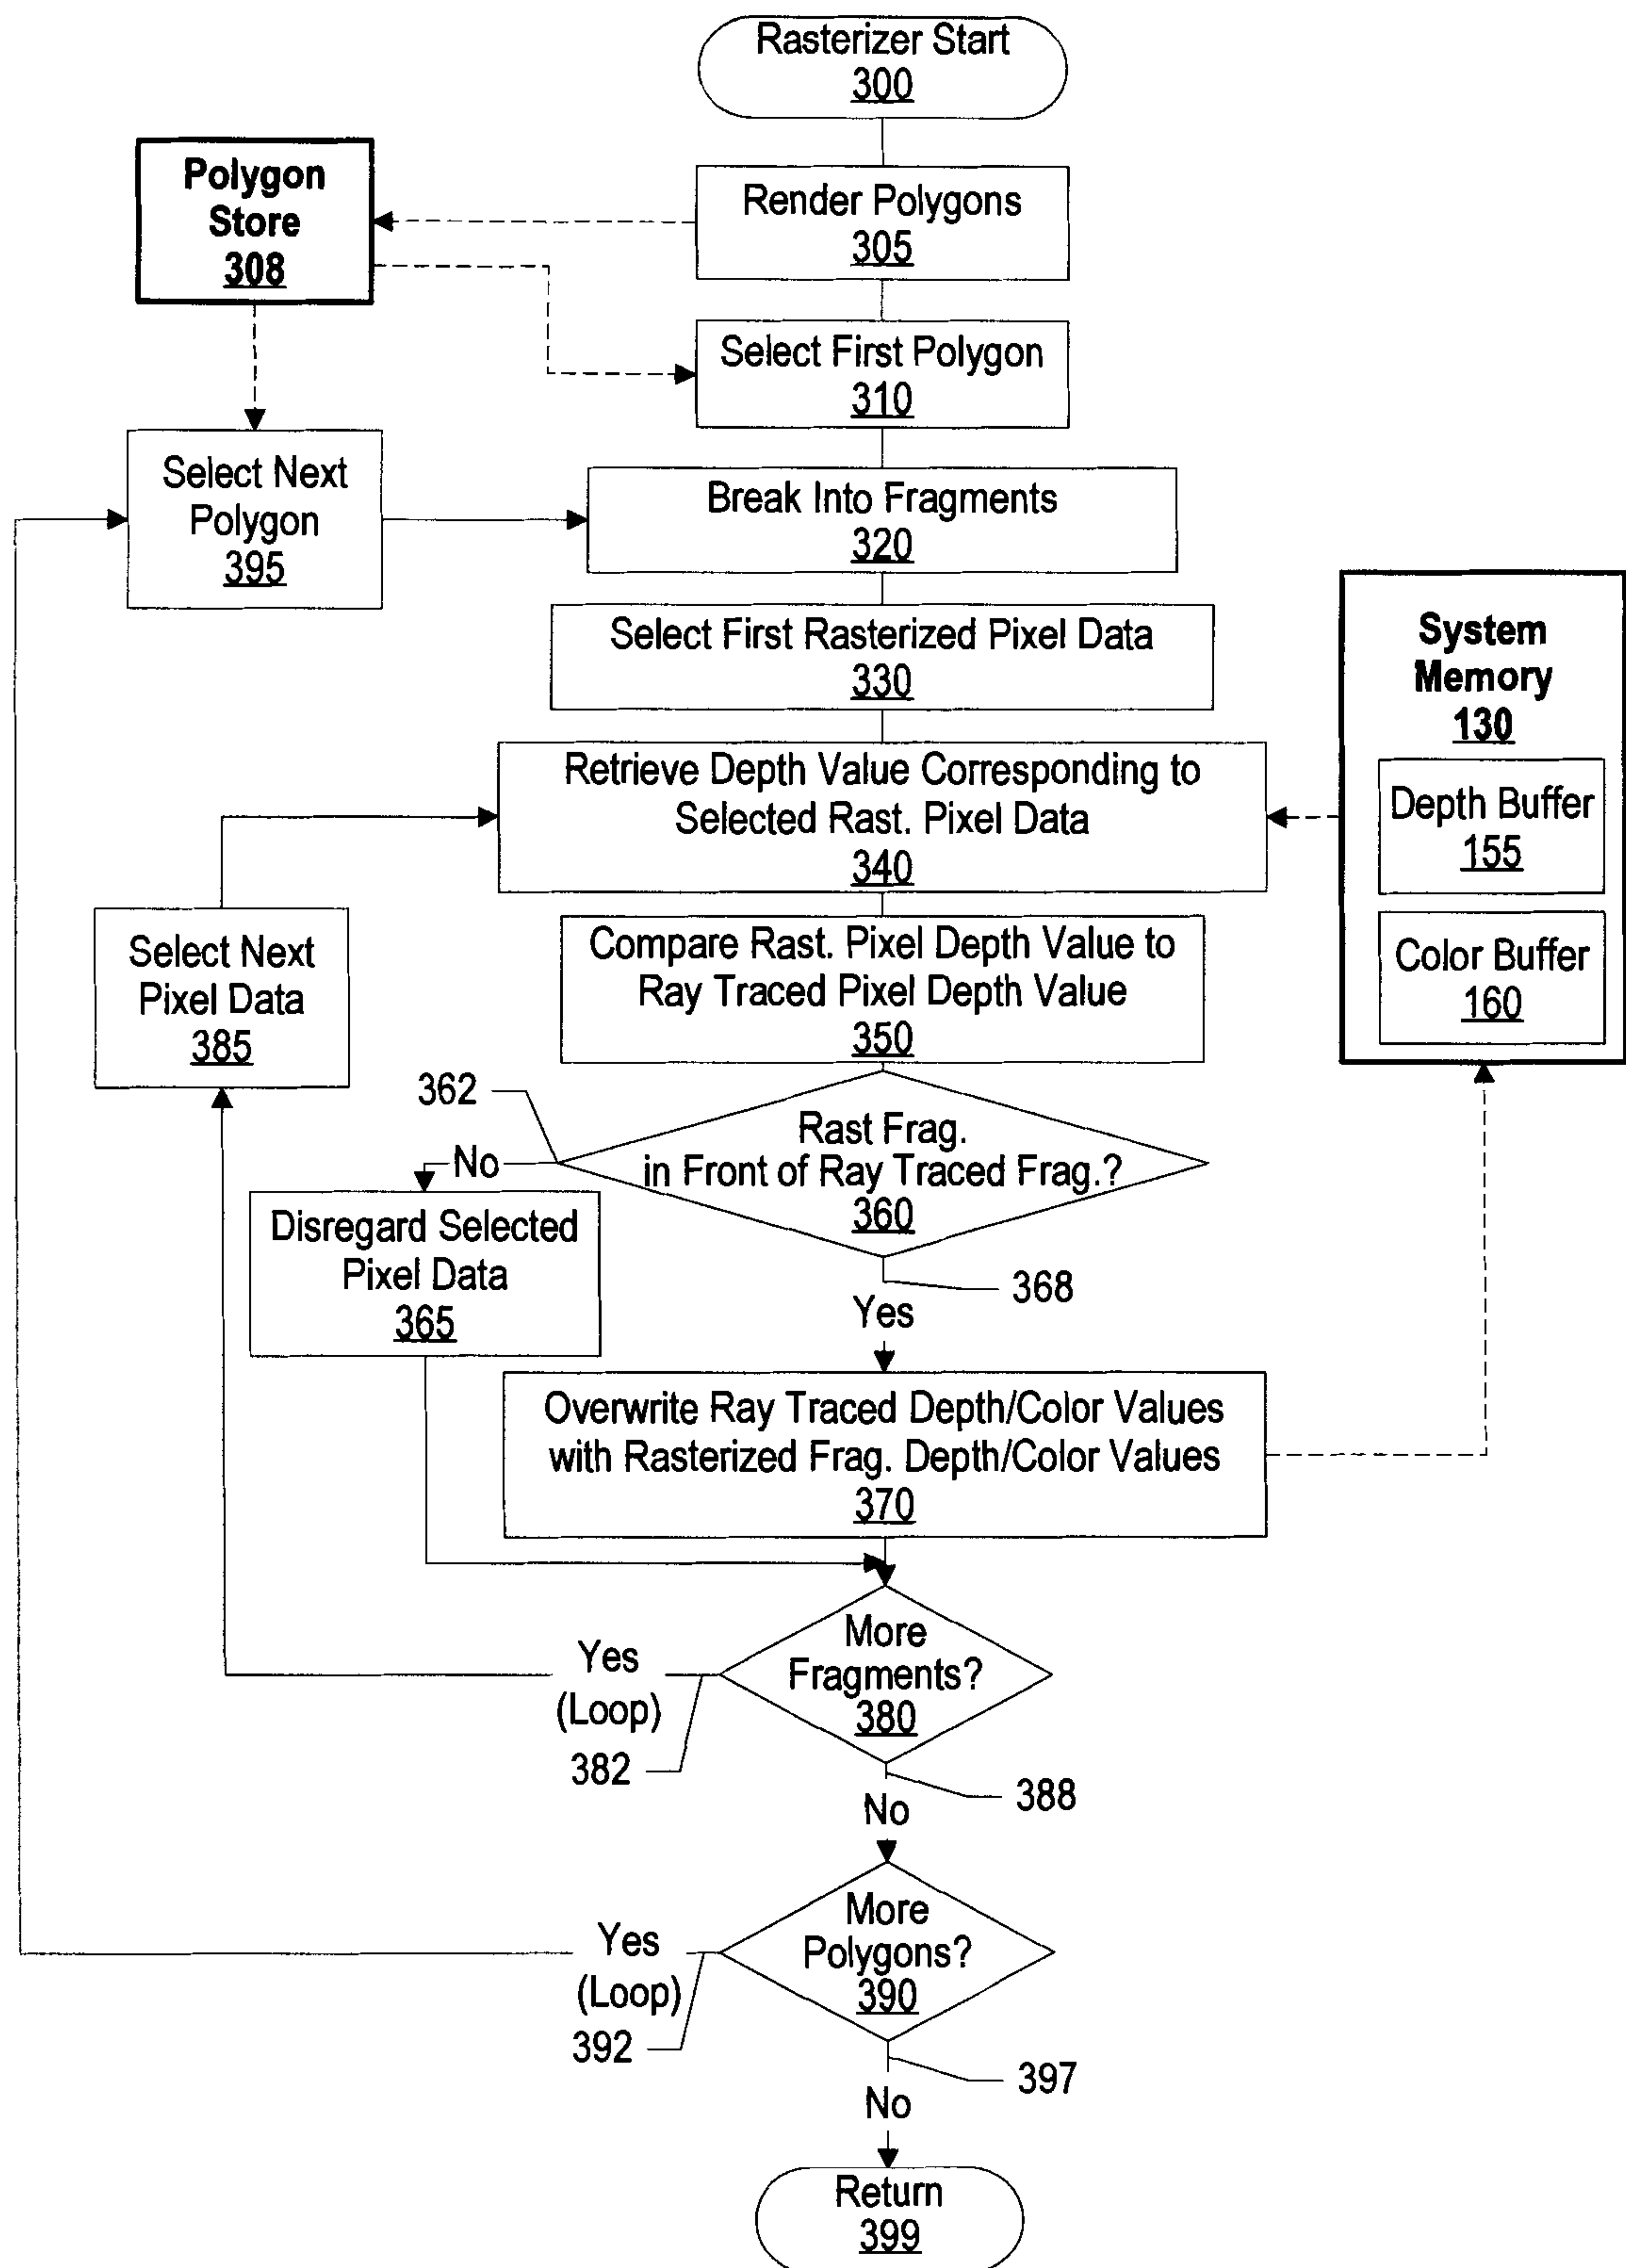 Rasterizer Start
300
Polygon
Store
308
Render Polygons
305
Select First Polygon
310
Select Next
Polygon
395
Break Into Fragments
320
Select First Rasterized Pixel Data
330
System
Memory
130
Depth Buffer
155
Color Buffer
160
Retrieve Depth Value Corresponding to
Selected Rast. Pixel Data
340
Select Next
Pixel Data
385
Compare Rast. Pixel Depth Value to
Ray Traced Pixel Depth Value
350
362
Rast Frag.
in Front of Ray Traced Frag.?
360
No
Disregard Selected
Pixel Data
365
368
Yes
Overwrite Ray Traced Depth/Color Values
with Rasterized Frag. Depth/Color Values
370
More
Fragments?
380
Yes
(Loop)
382
388
No
More
Polygons?
390
Yes
(Loop)
392
397
No
Return
399